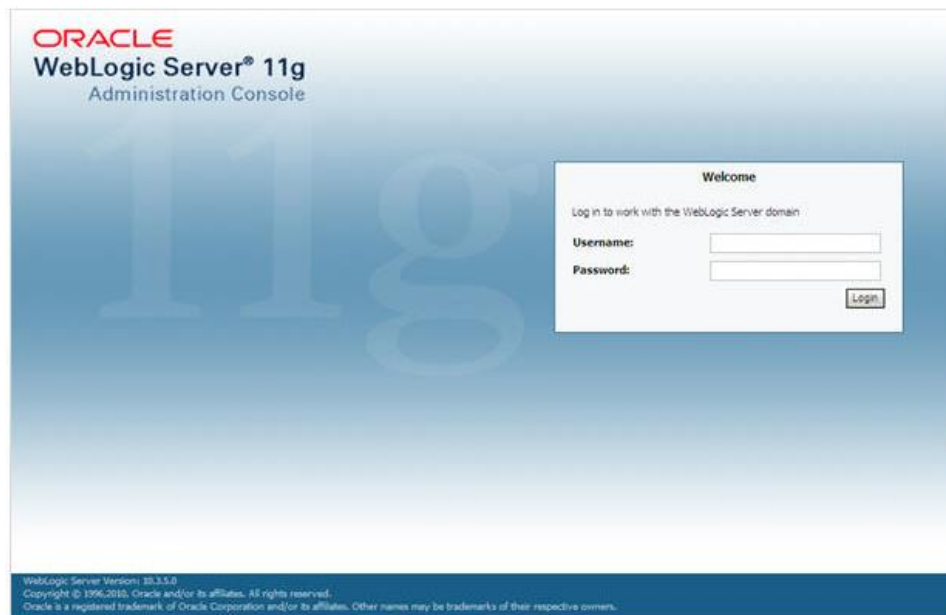 ORACLE
WebLogic Server® 11g
Administration Console
11g
Welcome
Log in to work with the WebLogic Server domain
Username:
Password:
Login
WebLogic Server Version: 10.3.5.0
Copyright © 1996,2010, Oracle and/or its affiliates. All rights reserved.
Oracle is a registered trademark of Oracle Corporation and/or its affiliates. Other names may be trademarks of their respective owners.